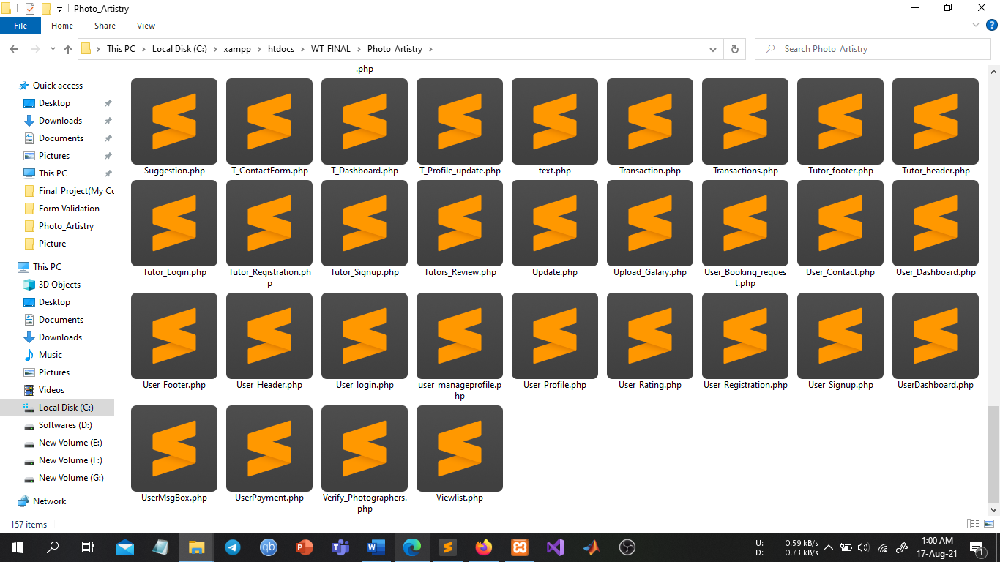 Photo_Artistry
File Home Share View
This PC Local Disk (C:) xampp htdocs WT_FINAL Photo_Artistry
Search Photo_Artistry
Quick access
Desktop
Downloads
Documents
Pictures
This PC
Final_Project(My Co
Form Validation
Photo_Artistry
Picture
This PC
3D Objects
Desktop
Documents
Downloads
Music
Pictures
Videos
Local Disk (C:)
Softwares (D:)
New Volume (E:)
New Volume (F:)
New Volume (G:)
Network
.php
Suggestion.php T_ContactForm.php T_Dashboard.php T_Profile_update.php text.php Transaction.php Transactions.php Tutor_footer.php Tutor_header.php
Tutor_Login.php Tutor_Registration.ph Tutor_Signup.php Tutors_Review.php Update.php Upload_Galary.php User_Booking_reques User_Contact.php User_Dashboard.php
p t.php
User_Footer.php User_Header.php User_login.php user_manageprofile.p User_Profile.php User_Rating.php User_Registration.php User_Signup.php UserDashboard.php
hp
UserMsgBox.php UserPayment.php Verify_Photographers. Viewlist.php
php
157 items
U: 0.59 kB/s
D: 0.73 kB/s
1:00 AM
17-Aug-21
1